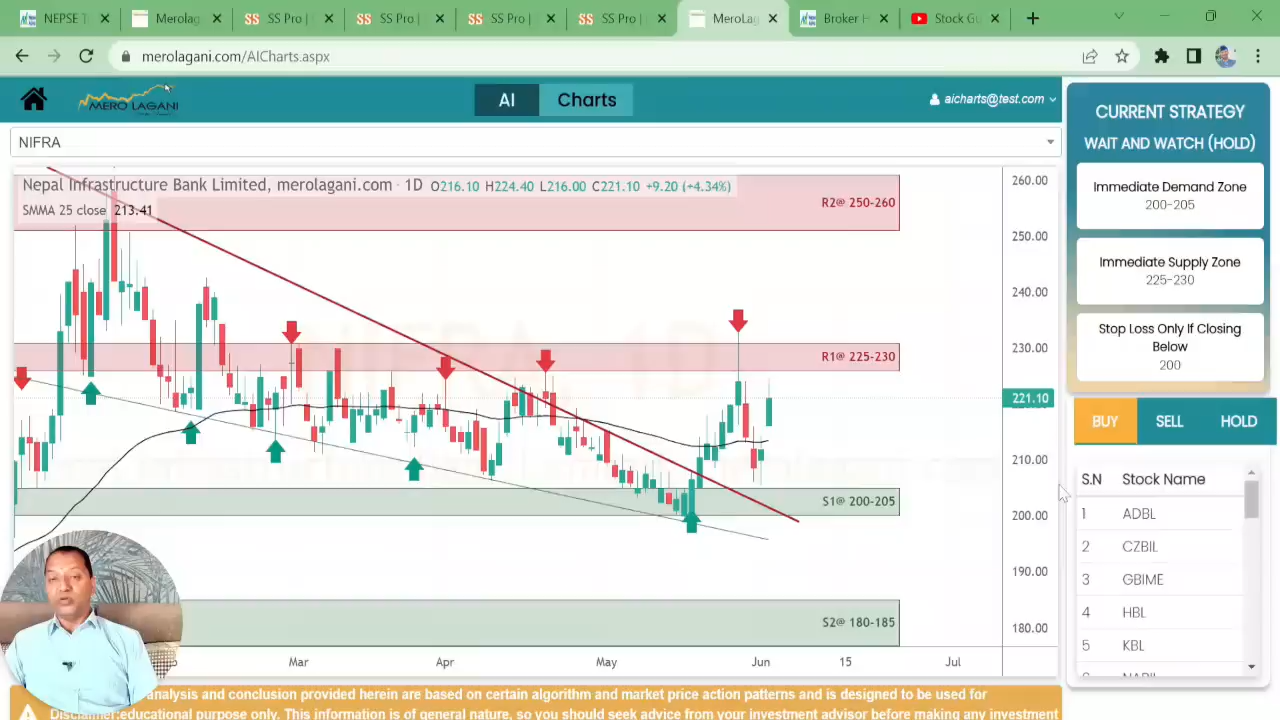 NEPSE T
Merolag
SS Pro |
SS Pro |
SS Pro |
SS Pro |
MeroLag
Broker H
Stock Gu
merolagani.com/AICharts.aspx
MERO LAGANI
AI
Charts
aicharts@test.com
NIFRA
Nepal Infrastructure Bank Limited, merolagani.com · 1D O216.10 H224.40 L216.00 C221.10 +9.20 (+4.34%)
SMMA 25 close 213.41
R2@ 250-260
R1@ 225-230
S1@ 200-205
S2@ 180-185
260.00
250.00
240.00
230.00
221.10
210.00
200.00
190.00
180.00
Mar
Apr
May
Jun
15
Jul
CURRENT STRATEGY
WAIT AND WATCH (HOLD)
Immediate Demand Zone
200-205
Immediate Supply Zone
225-230
Stop Loss Only If Closing
Below
200
BUY
SELL
HOLD
S.N Stock Name
1 ADBL
2 CZBIL
3 GBIME
4 HBL
5 KBL
analysis and conclusion provided herein are based on certain algorithm and market price action patterns and is designed to be used for
Disclaimer:educational purpose only. This information is of general nature, so you should seek advice from your investment advisor before making any investment